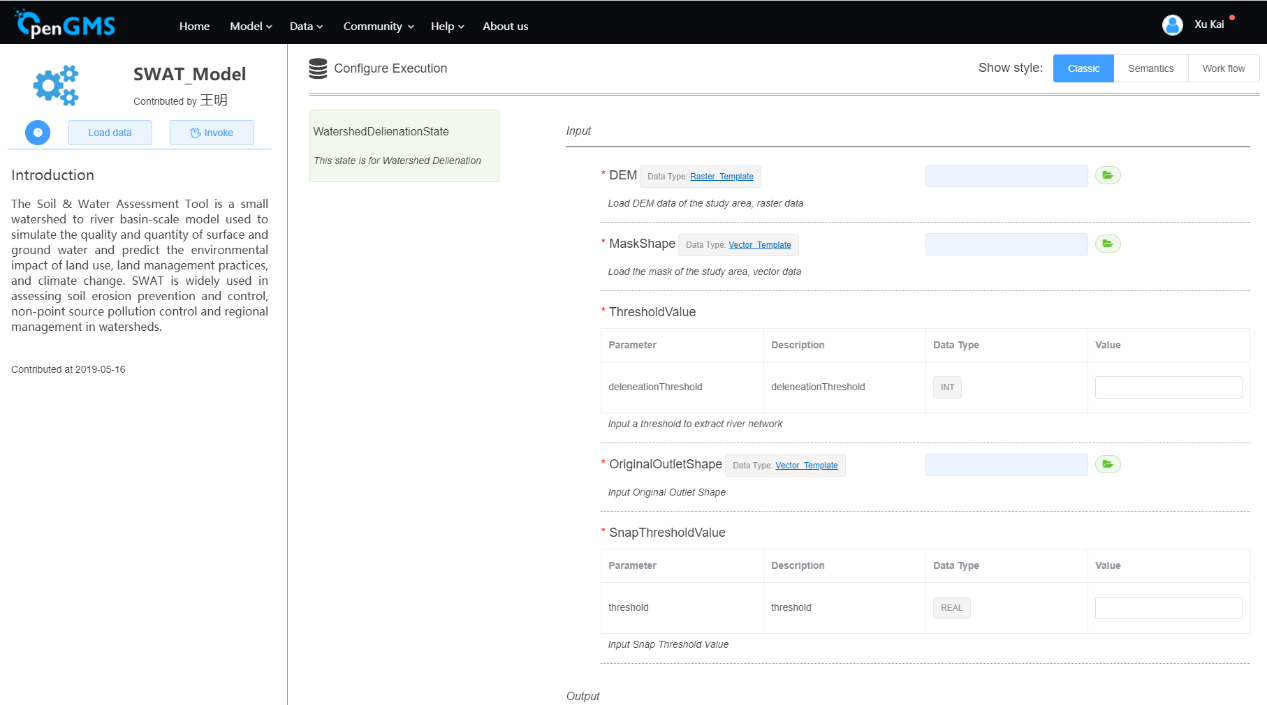 OpenGMS Home Model Data Community Help About us Xu Kai
SWAT_Model
Contributed by 王明
Load data Invoke
Introduction
The Soil & Water Assessment Tool is a small
watershed to river basin-scale model used to
simulate the quality and quantity of surface and
ground water and predict the environmental
impact of land use, land management practices,
and climate change. SWAT is widely used in
assessing soil erosion prevention and control,
non-point source pollution control and regional
management in watersheds.
Contributed at 2019-05-16
Configure Execution
Show style: Classic Semantics Work flow
WatershedDelienationState
This state is for Watershed Delienation
Input
* DEM Data Type: Raster_Template
Load DEM data of the study area, raster data
* MaskShape Data Type: Vector_Template
Load the mask of the study area, vector data
* ThresholdValue
Parameter Description Data Type Value
deleneationThreshold deleneationThreshold INT
Input a threshold to extract river network
* OriginalOutletShape Data Type: Vector_Template
Input Original Outlet Shape
* SnapThresholdValue
Parameter Description Data Type Value
threshold threshold REAL
Input Snap Threshold Value
Output